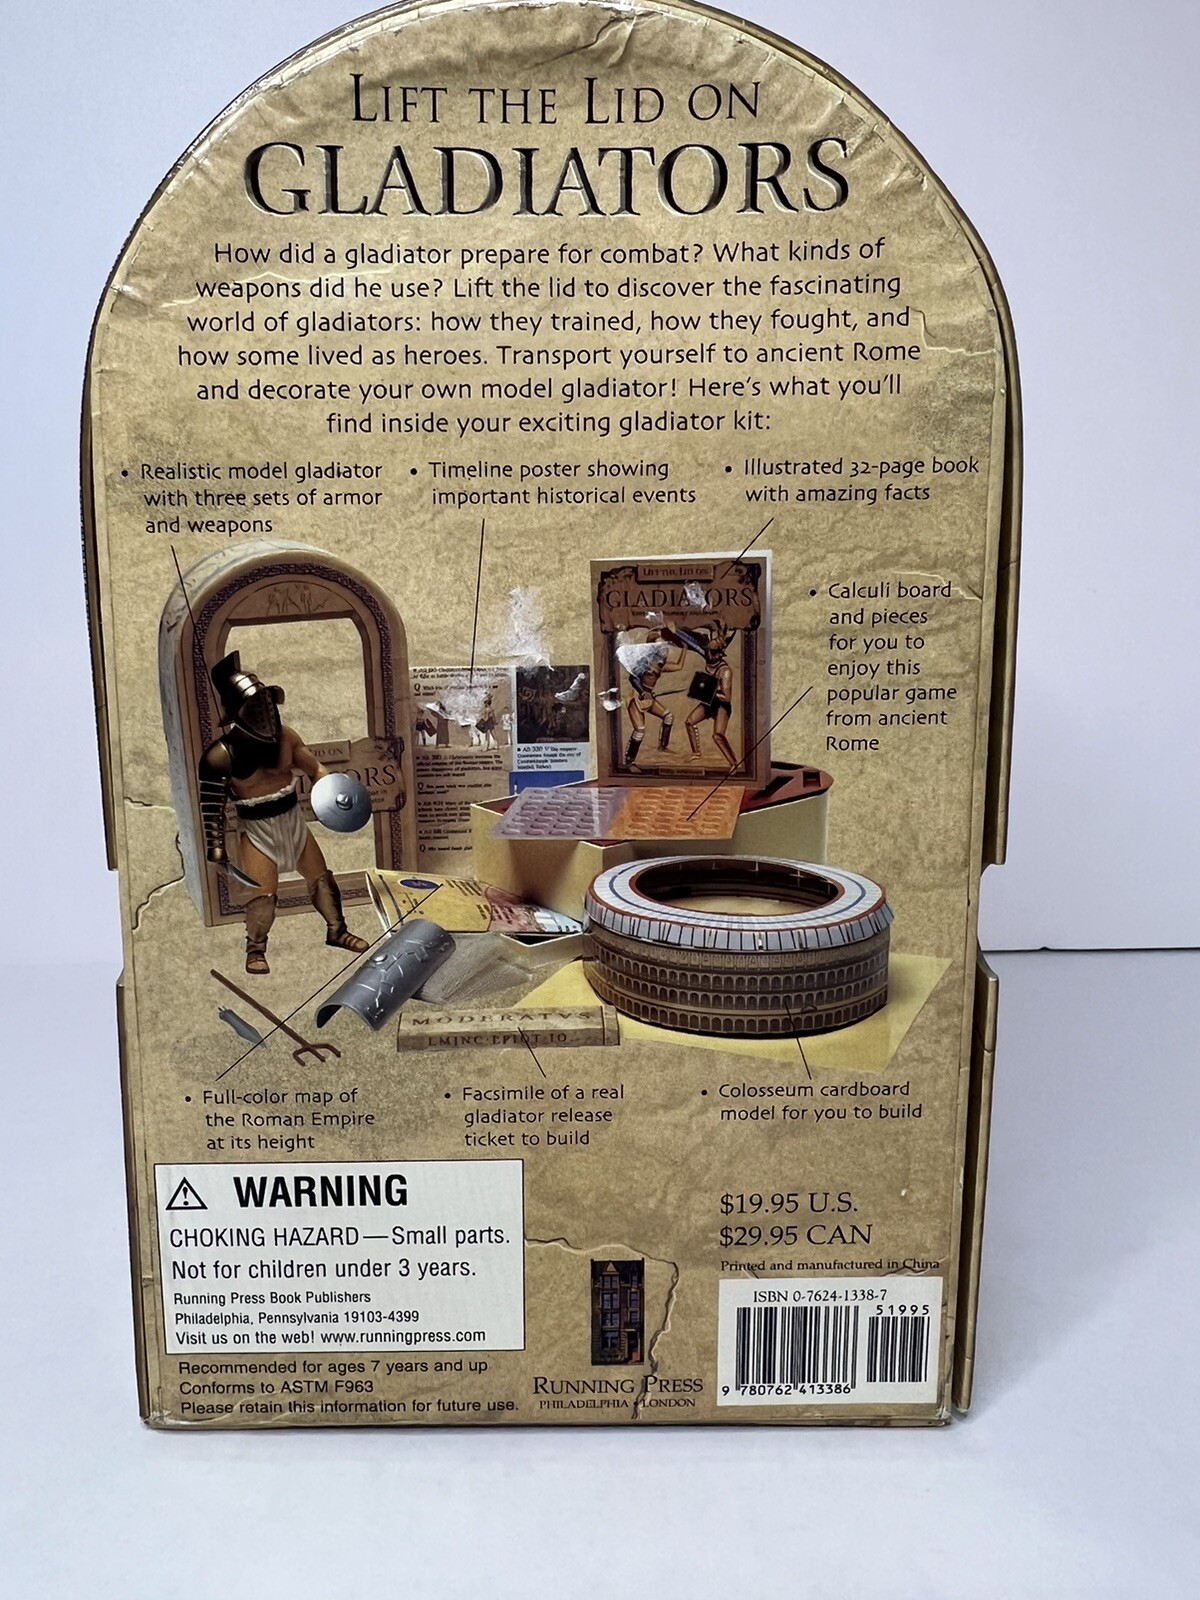 LIFT THE LID ON
GLADIATORS
How did a gladiator prepare for combat? What kinds of
weapons did he use? Lift the lid to discover the fascinating
world of gladiators: how they trained, how they fought, and
how some lived as heroes. Transport yourself to ancient Rome
and decorate your own model gladiator! Here's what you'll
find inside your exciting gladiator kit:
• Realistic model gladiator
with three sets of armor
and weapons
• Timeline poster showing
important historical events
• Illustrated 32-page book
with amazing facts
• Calculi board
and pieces
for you to
enjoy this
popular game
from ancient
Rome
LIFT THE LID ON
GLADIATORS
MODERATVS
• Full-color map of
the Roman Empire
at its height
• Facsimile of a real
gladiator release
ticket to build
• Colosseum cardboard
model for you to build
WARNING
CHOKING HAZARD—Small parts.
Not for children under 3 years.
Running Press Book Publishers
Philadelphia, Pennsylvania 19103-4399
Visit us on the web! www.runningpress.com
Recommended for ages 7 years and up
Conforms to ASTM F963
Please retain this information for future use.
RUNNING PRESS
PHILADELPHIA • LONDON
$19.95 U.S.
$29.95 CAN
Printed and manufactured in China
ISBN 0-7624-1338-7
51995
9 780762 413386